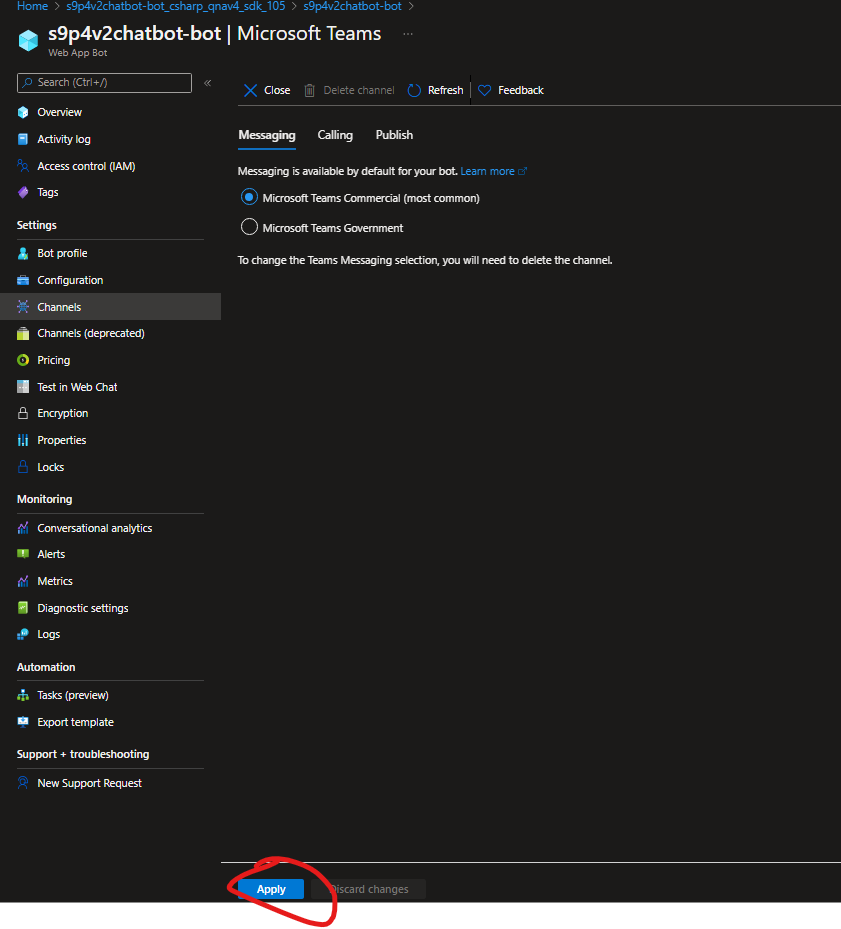 Home > s9p4v2chatbot-bot_csharp_qnav4_sdk_105 > s9p4v2chatbot-bot >
s9p4v2chatbot-bot | Microsoft Teams ...
Web App Bot
Search (Ctrl+/)
«
Overview
Activity log
Access control (IAM)
Tags
Settings
Bot profile
Configuration
Channels
Channels (deprecated)
Pricing
Test in Web Chat
Encryption
Properties
Locks
Monitoring
Conversational analytics
Alerts
Metrics
Diagnostic settings
Logs
Automation
Tasks (preview)
Export template
Support + troubleshooting
New Support Request
Close Delete channel Refresh Feedback
Messaging Calling Publish
Messaging is available by default for your bot. Learn more
Microsoft Teams Commercial (most common)
Microsoft Teams Government
To change the Teams Messaging selection, you will need to delete the channel.
Apply Discard changes